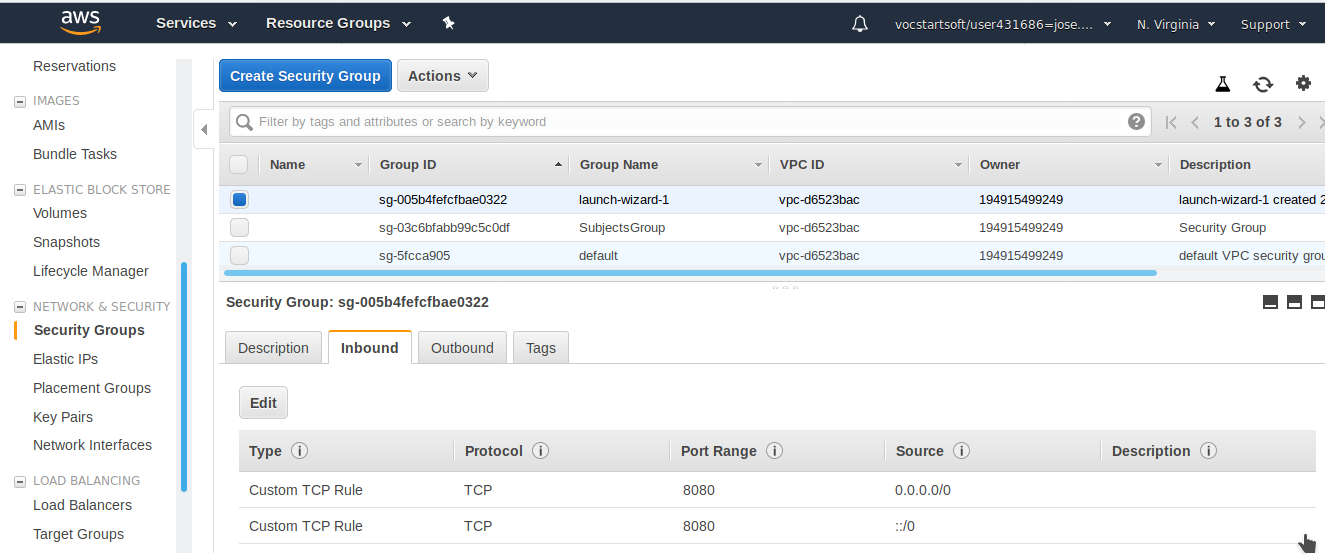 aws Services Resource Groups vocstartsoft/user431686=jose.... N. Virginia Support
Reservations
IMAGES
AMIs
Bundle Tasks
ELASTIC BLOCK STORE
Volumes
Snapshots
Lifecycle Manager
NETWORK & SECURITY
Security Groups
Elastic IPs
Placement Groups
Key Pairs
Network Interfaces
LOAD BALANCING
Load Balancers
Target Groups
Create Security Group Actions
Filter by tags and attributes or search by keyword 1 to 3 of 3
Name Group ID Group Name VPC ID Owner Description
sg-005b4fefcfbae0322 launch-wizard-1 vpc-d6523bac 194915499249 launch-wizard-1 created 2
sg-03c6bfabb99c5c0df SubjectsGroup vpc-d6523bac 194915499249 Security Group
sg-5fcca905 default vpc-d6523bac 194915499249 default VPC security grou
Security Group: sg-005b4fefcfbae0322
Description Inbound Outbound Tags
Edit
Type Protocol Port Range Source Description
Custom TCP Rule TCP 8080 0.0.0.0/0
Custom TCP Rule TCP 8080 ::/0